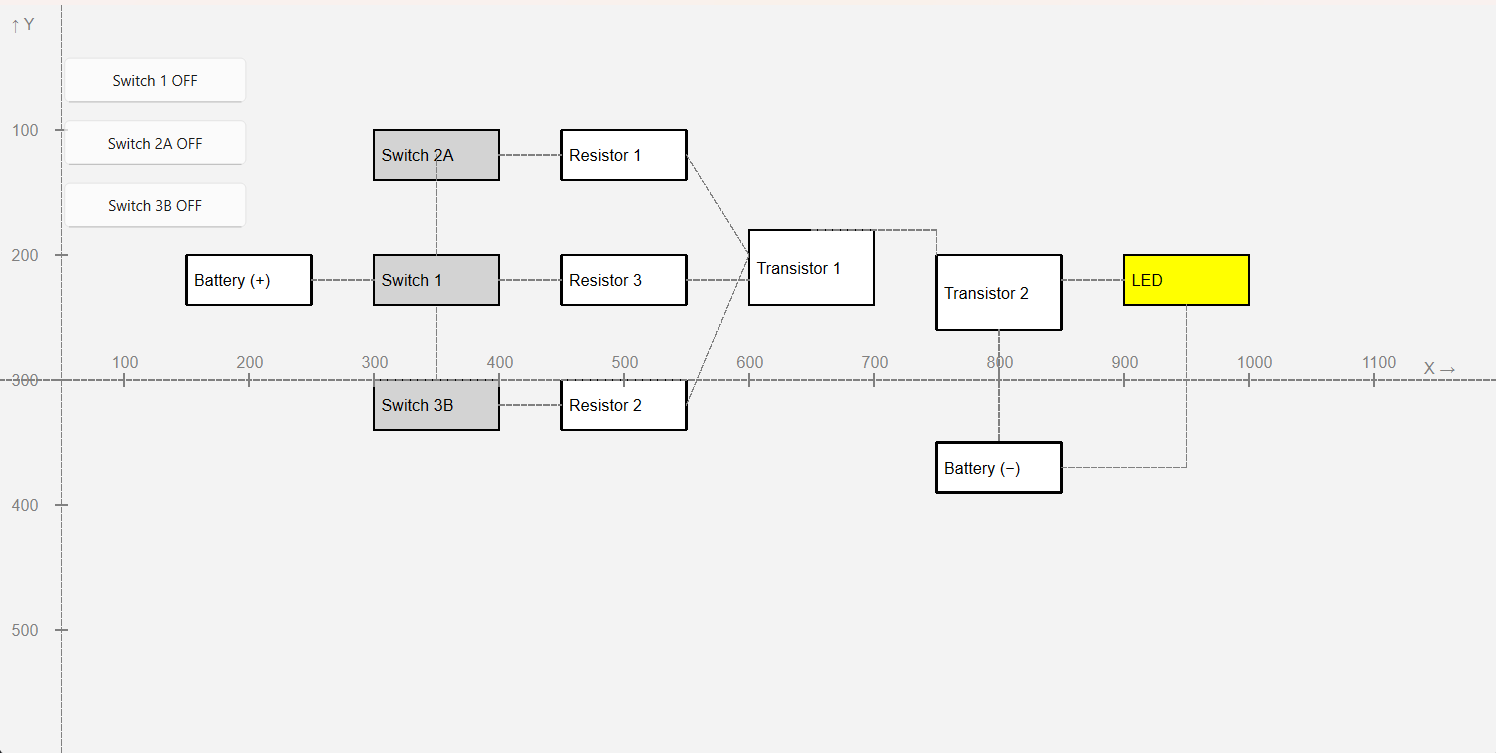 ↑ Y
Switch 1 OFF
100
Switch 2A OFF
Switch 2A
Resistor 1
Switch 3B OFF
200
Battery (+)
Switch 1
Resistor 3
Transistor 1
Transistor 2
LED
100 200 300 400 500 600 700 800 900 1000 1100 X →
300
Switch 3B
Resistor 2
Battery (−)
400
500